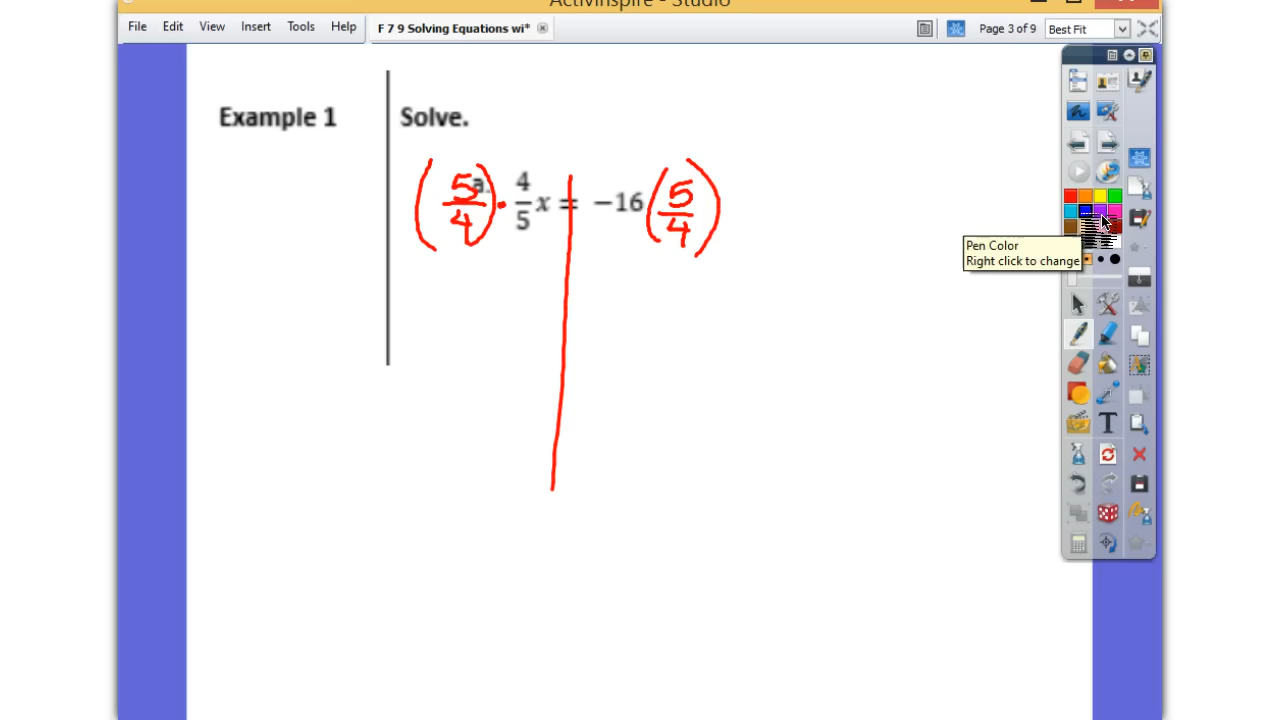 ActivInspire - Studio
File Edit View Insert Tools Help F 7 9 Solving Equations wi* Page 3 of 9 Best Fit
Example 1 Solve.
(5/4) a. · 4/5 x = −16 (5/4)
Pen Color
Right click to change
T